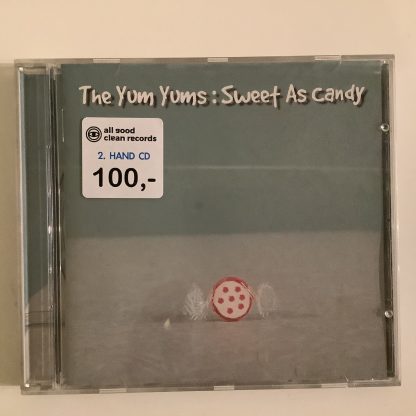 The Yum Yums : Sweet As Candy
all good
clean records
2. HAND CD
100,-